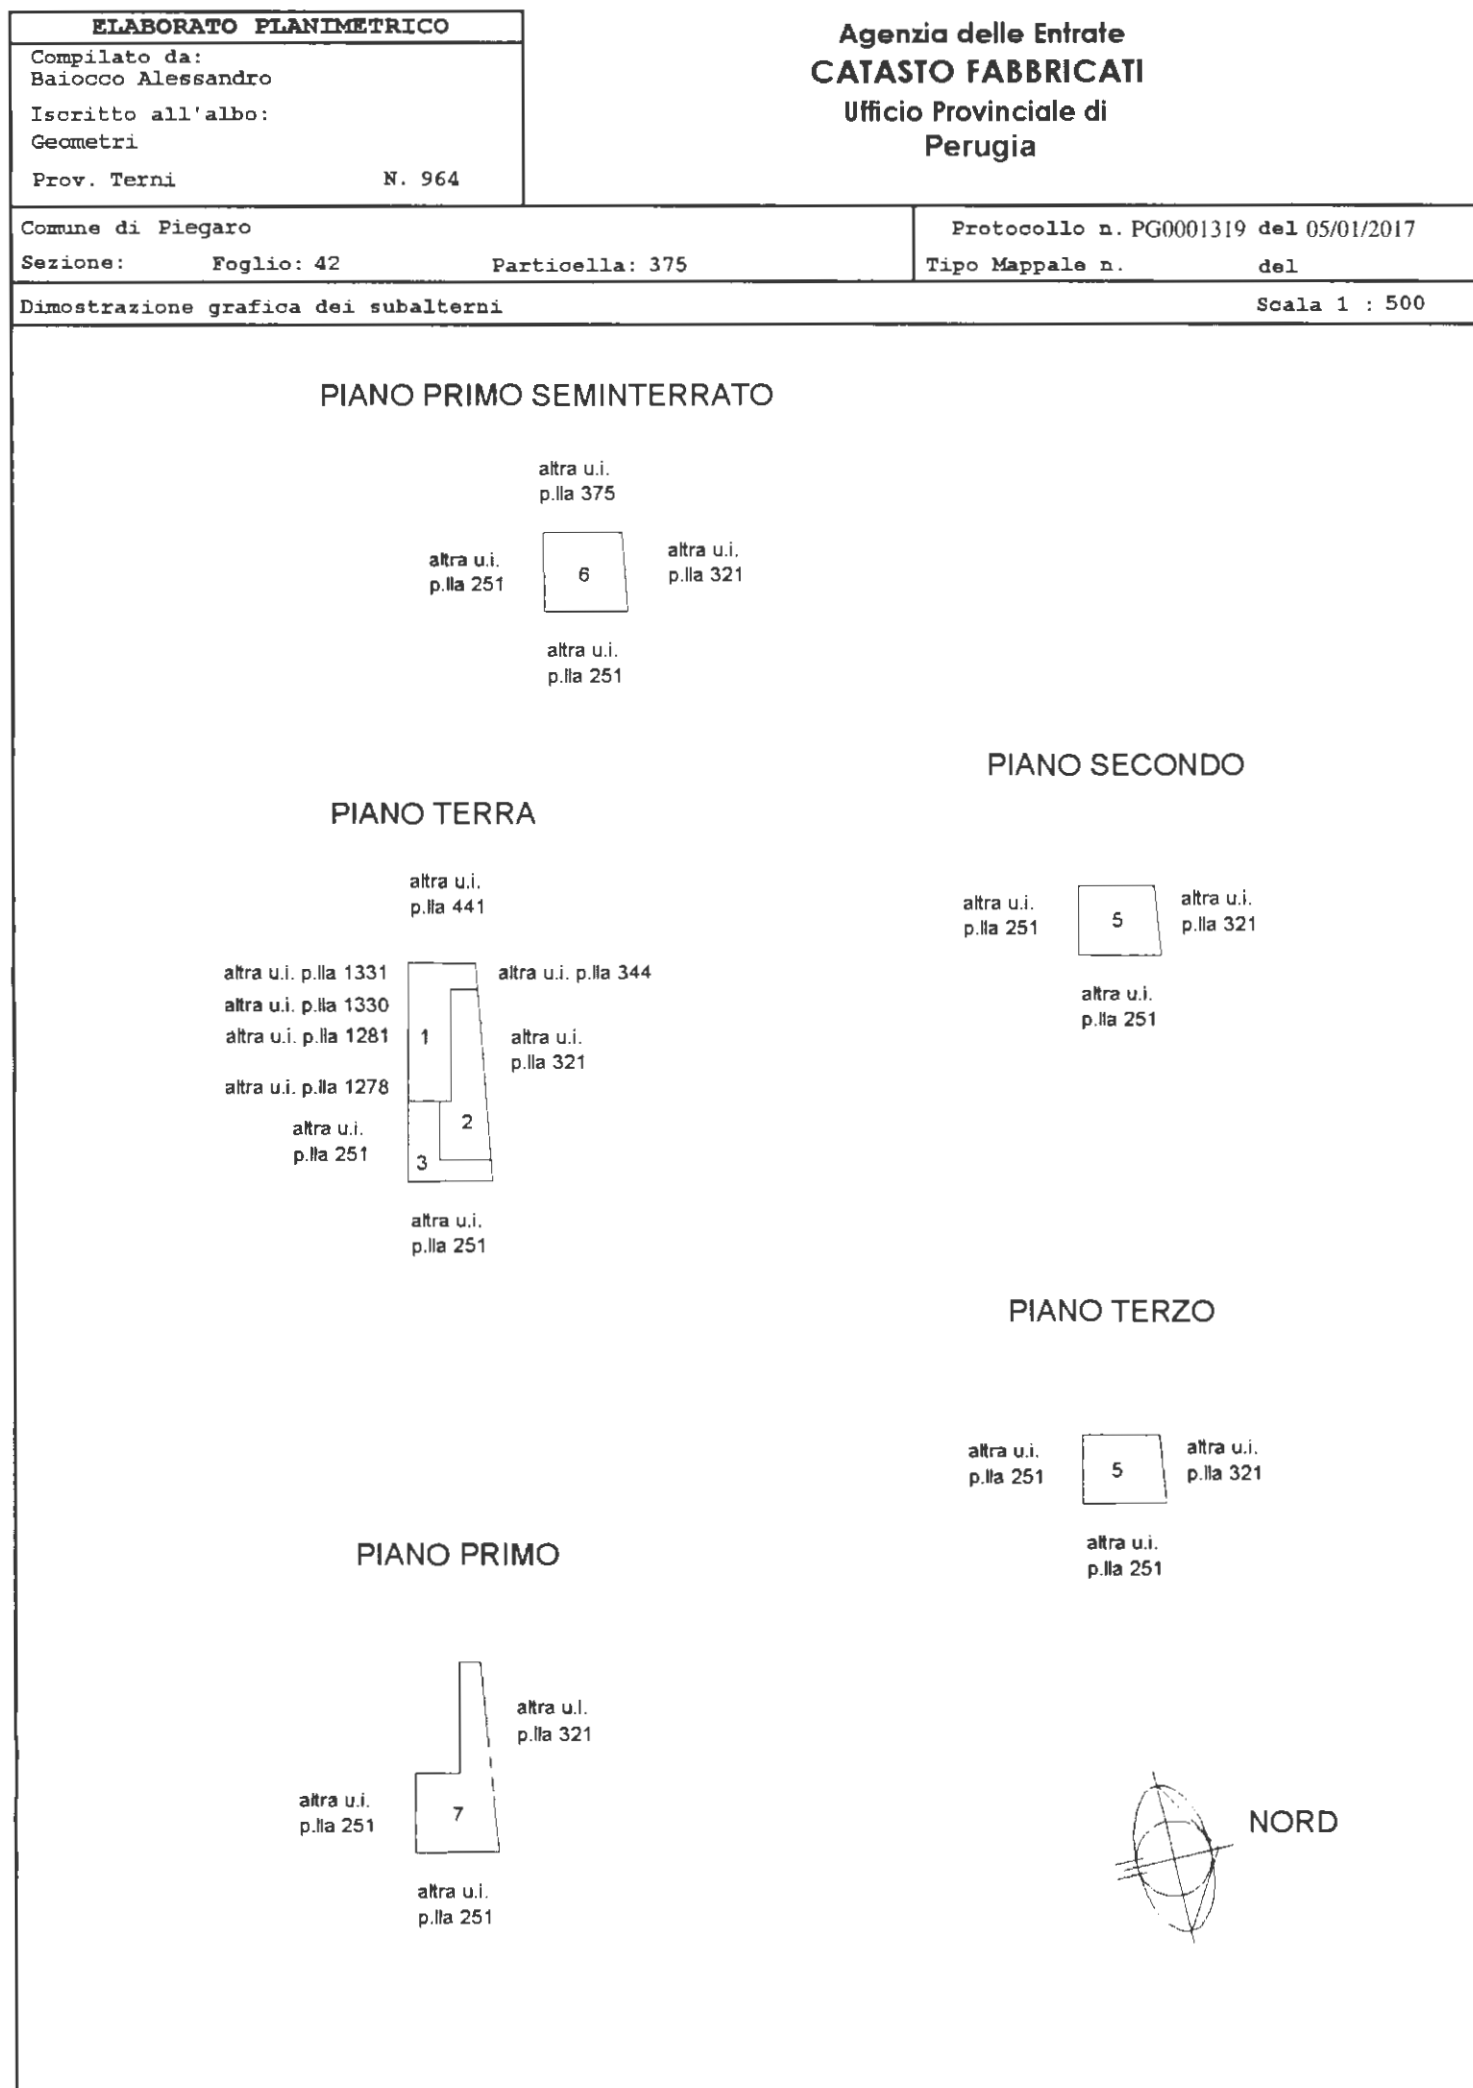 ELABORATO PLANIMETRICO
Compilato da:
Baiocco Alessandro
Iscritto all'albo:
Geometri
Prov. Terni N. 964
Agenzia delle Entrate
CATASTO FABBRICATI
Ufficio Provinciale di
Perugia
Comune di Piegaro
Sezione: Foglio: 42 Particella: 375
Protocollo n. PG0001319 del 05/01/2017
Tipo Mappale n. del
Dimostrazione grafica dei subalterni Scala 1 : 500
PIANO PRIMO SEMINTERRATO
altra u.i.
p.lla 375
altra u.i.
p.lla 251
6
altra u.i.
p.lla 321
altra u.i.
p.lla 251
PIANO SECONDO
altra u.i.
p.lla 251
5
altra u.i.
p.lla 321
altra u.i.
p.lla 251
PIANO TERRA
altra u.i.
p.lla 441
altra u.i. p.lla 1331
altra u.i. p.lla 344
altra u.i. p.lla 1330
altra u.i. p.lla 1281
1
altra u.i.
p.lla 321
altra u.i. p.lla 1278
2
altra u.i.
p.lla 251
3
altra u.i.
p.lla 251
PIANO TERZO
altra u.i.
p.lla 251
5
altra u.i.
p.lla 321
altra u.i.
p.lla 251
PIANO PRIMO
altra u.I.
p.lla 321
altra u.i.
p.lla 251
7
altra u.i.
p.lla 251
NORD